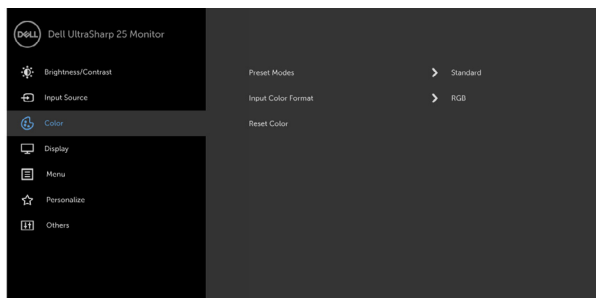 DELL
Dell UltraSharp 25 Monitor
Brightness/Contrast
Preset Modes Standard
Input Source
Input Color Format RGB
Color
Reset Color
Display
Menu
Personalize
Others